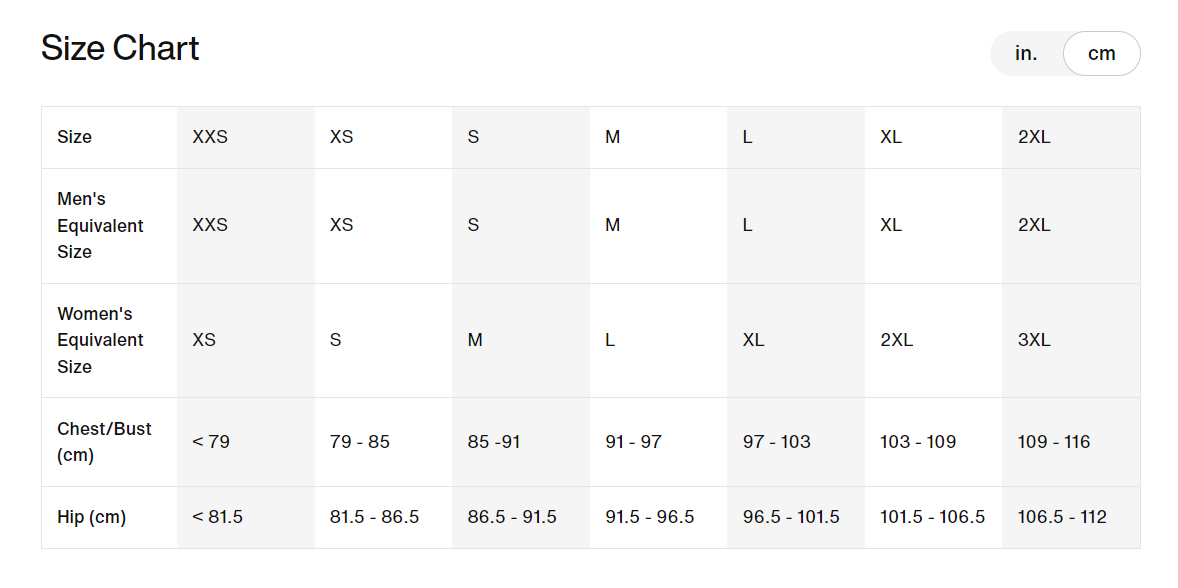 Size Chart
in. cm
Size XXS XS S M L XL 2XL
Men's
Equivalent
Size
XXS XS S M L XL 2XL
Women's
Equivalent
Size
XS S M L XL 2XL 3XL
Chest/Bust
(cm)
< 79 79 - 85 85 -91 91 - 97 97 - 103 103 - 109 109 - 116
Hip (cm) < 81.5 81.5 - 86.5 86.5 - 91.5 91.5 - 96.5 96.5 - 101.5 101.5 - 106.5 106.5 - 112